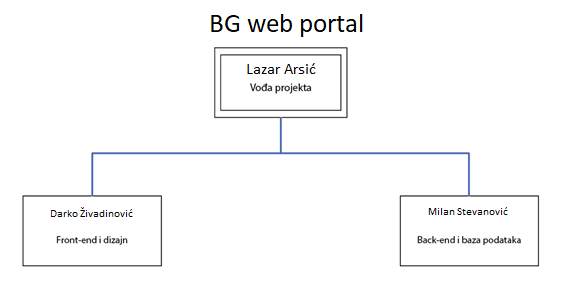 BG web portal
Lazar Arsić
Vođa projekta
Darko Živadinović
Front-end i dizajn
Milan Stevanović
Back-end i baza podataka